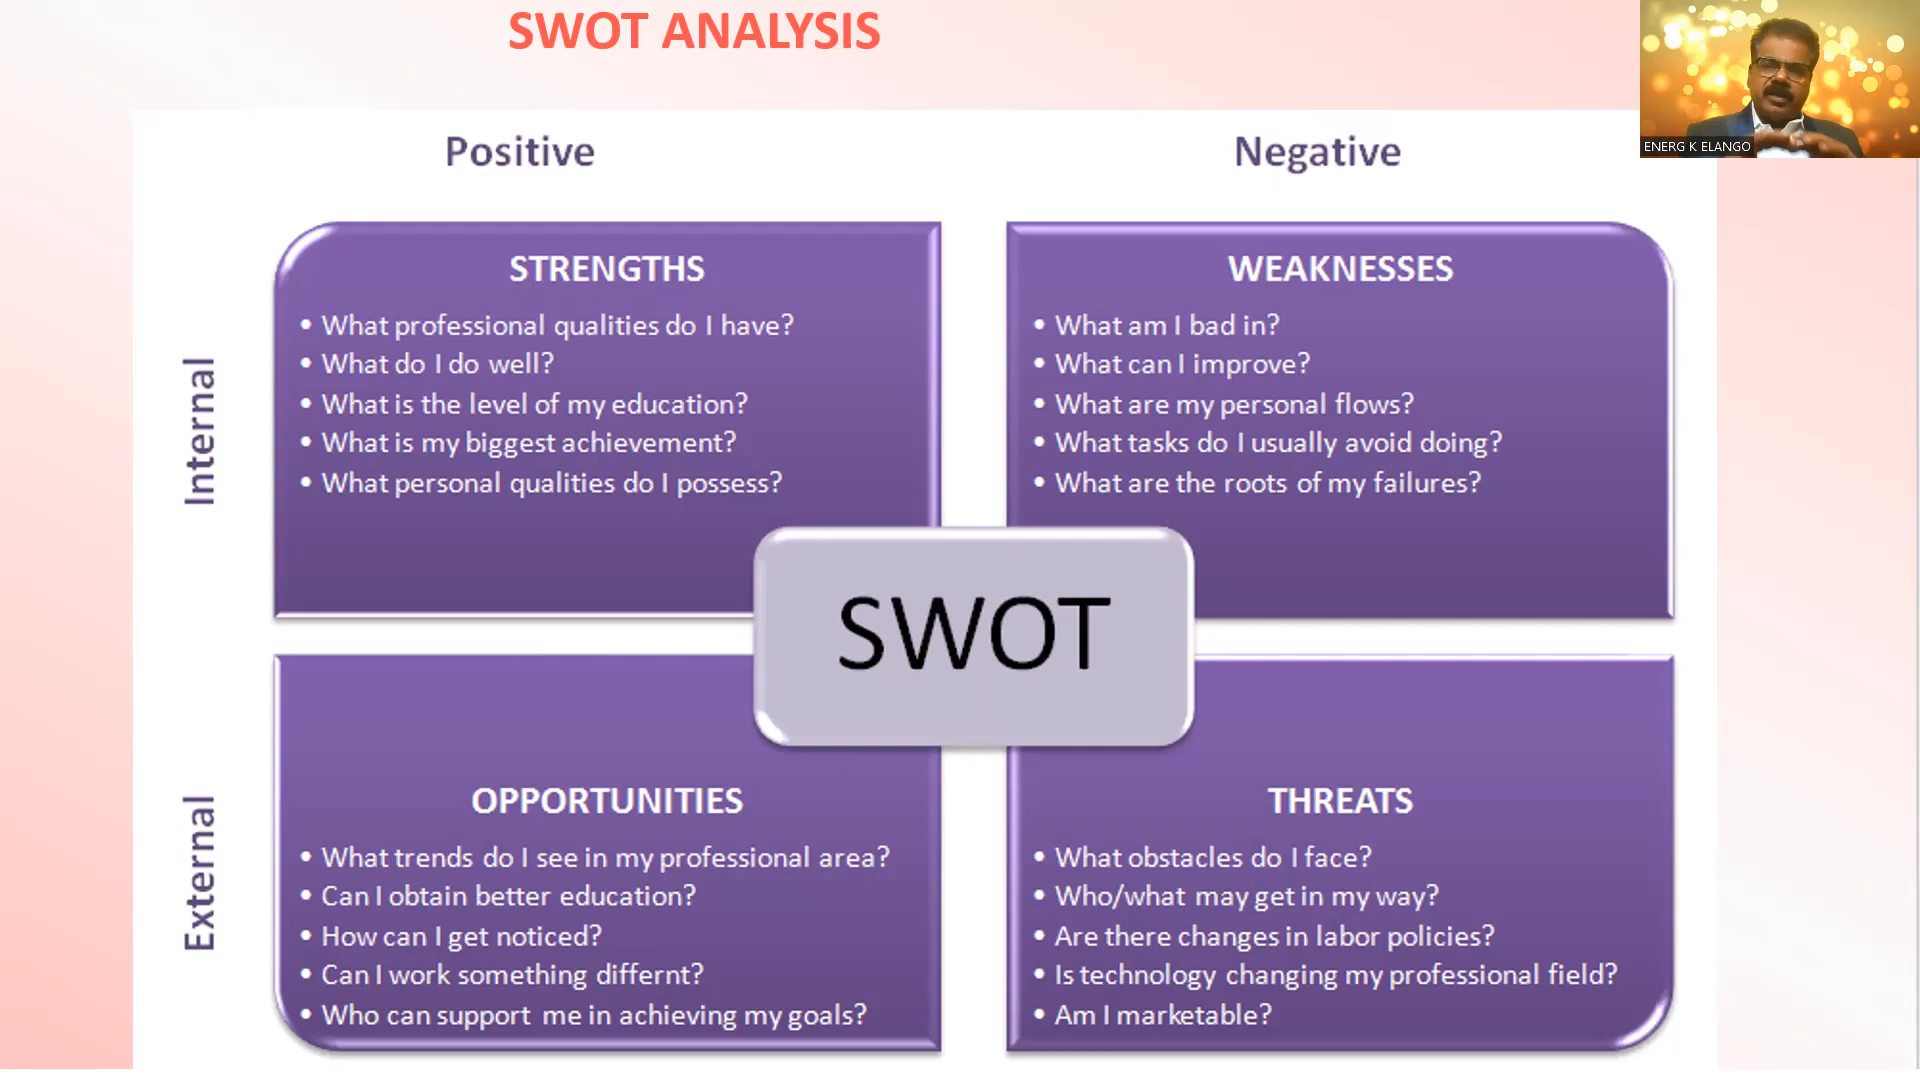 SWOT ANALYSIS
ENERG K ELANGO
Positive
Negative
Internal
STRENGTHS
• What professional qualities do I have?
• What do I do well?
• What is the level of my education?
• What is my biggest achievement?
• What personal qualities do I possess?
WEAKNESSES
• What am I bad in?
• What can I improve?
• What are my personal flows?
• What tasks do I usually avoid doing?
• What are the roots of my failures?
SWOT
External
OPPORTUNITIES
• What trends do I see in my professional area?
• Can I obtain better education?
• How can I get noticed?
• Can I work something differnt?
• Who can support me in achieving my goals?
THREATS
• What obstacles do I face?
• Who/what may get in my way?
• Are there changes in labor policies?
• Is technology changing my professional field?
• Am I marketable?